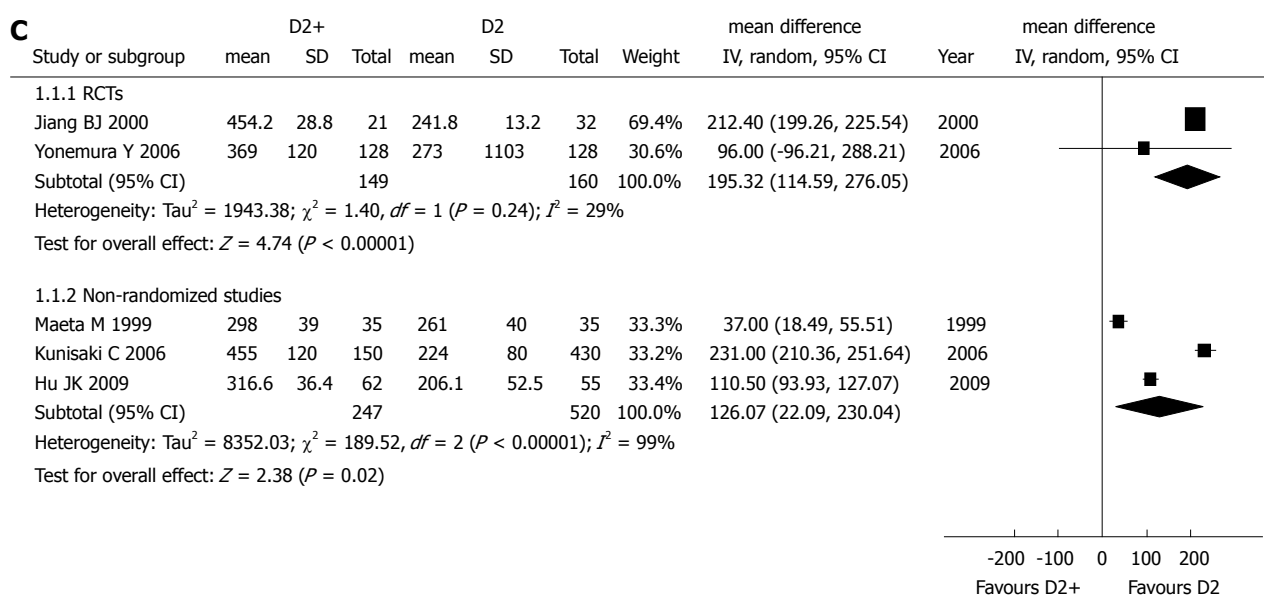 C
D2+ D2 mean difference mean difference
Study or subgroup mean SD Total mean SD Total Weight IV, random, 95% CI Year IV, random, 95% CI
1.1.1 RCTs
Jiang BJ 2000 454.2 28.8 21 241.8 13.2 32 69.4% 212.40 (199.26, 225.54) 2000
Yonemura Y 2006 369 120 128 273 1103 128 30.6% 96.00 (-96.21, 288.21) 2006
Subtotal (95% CI) 149 160 100.0% 195.32 (114.59, 276.05)
Heterogeneity: Tau² = 1943.38; χ² = 1.40, df = 1 (P = 0.24); I² = 29%
Test for overall effect: Z = 4.74 (P < 0.00001)
1.1.2 Non-randomized studies
Maeta M 1999 298 39 35 261 40 35 33.3% 37.00 (18.49, 55.51) 1999
Kunisaki C 2006 455 120 150 224 80 430 33.2% 231.00 (210.36, 251.64) 2006
Hu JK 2009 316.6 36.4 62 206.1 52.5 55 33.4% 110.50 (93.93, 127.07) 2009
Subtotal (95% CI) 247 520 100.0% 126.07 (22.09, 230.04)
Heterogeneity: Tau² = 8352.03; χ² = 189.52, df = 2 (P < 0.00001); I² = 99%
Test for overall effect: Z = 2.38 (P = 0.02)
-200 -100 0 100 200
Favours D2+ Favours D2